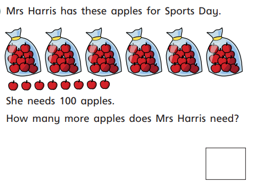 Mrs Harris has these apples for Sports Day.
She needs 100 apples.
How many more apples does Mrs Harris need?